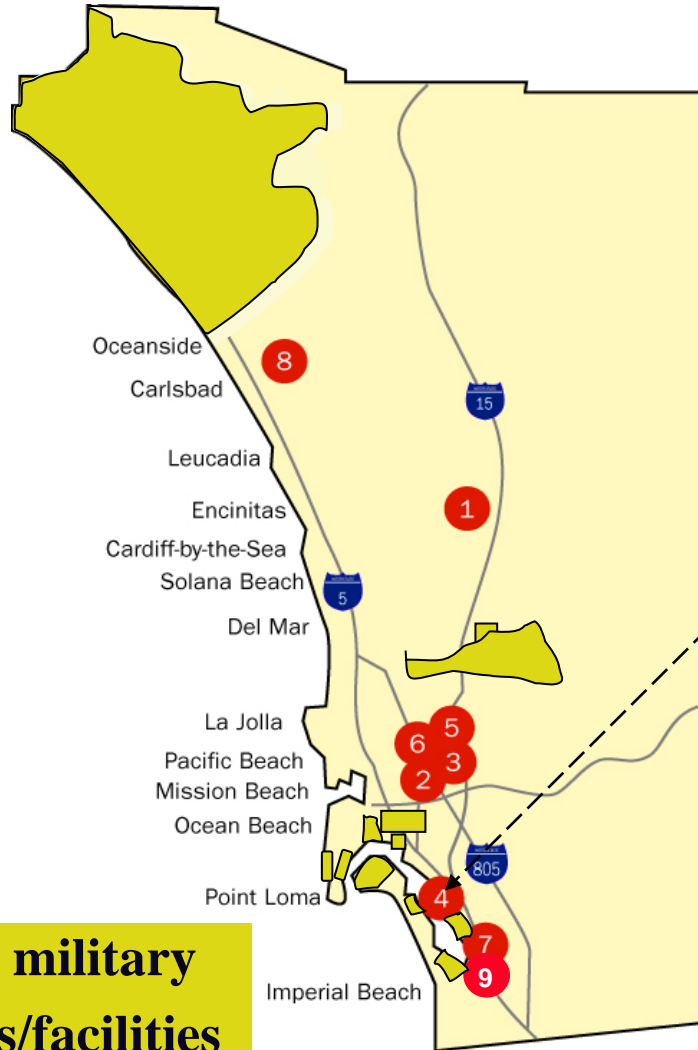 Oceanside
8
Carlsbad
15
Leucadia
1
Encinitas
Cardiff-by-the-Sea
Solana Beach
5
Del Mar
La Jolla
5
6
Pacific Beach
3
2
Mission Beach
Ocean Beach
805
Point Loma
4
7
military
9
Imperial Beach
s/facilities